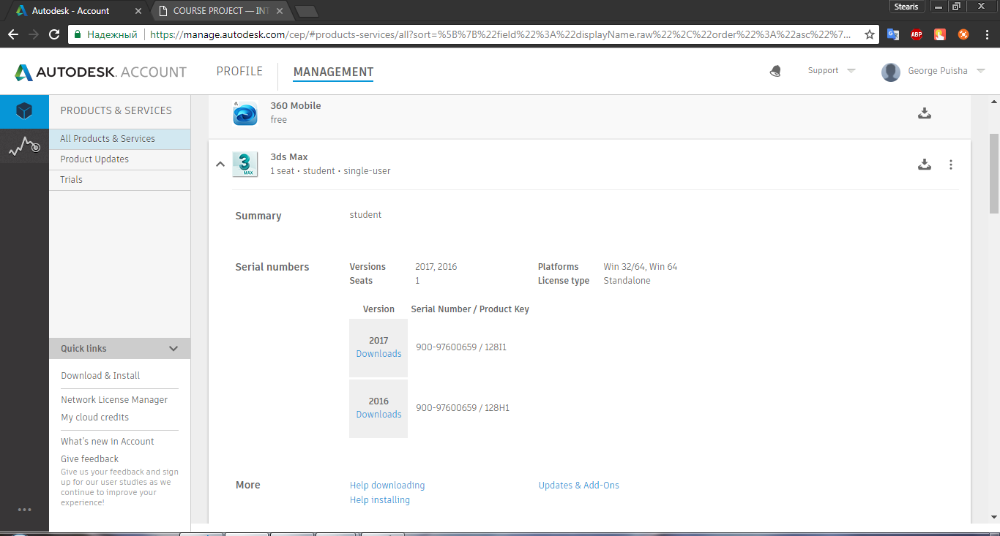 Autodesk - Account
COURSE PROJECT — INT
Stearis
Надежный
https://manage.autodesk.com/cep/#products-services/all?sort=%5B%7B%22field%22%3A%22displayName.raw%22%2C%22order%22%3A%22asc%22%7...
ABP
AUTODESK. ACCOUNT
PROFILE
MANAGEMENT
Support
George Puisha
PRODUCTS & SERVICES
All Products & Services
Product Updates
Trials
360 Mobile
free
3
MAX
3ds Max
1 seat · student · single-user
Summary
student
Serial numbers
Versions 2017, 2016
Platforms Win 32/64, Win 64
Seats 1
License type Standalone
Version Serial Number / Product Key
2017
Downloads
900-97600659 / 128I1
2016
Downloads
900-97600659 / 128H1
More
Help downloading
Updates & Add-Ons
Help installing
Quick links
Download & Install
Network License Manager
My cloud credits
What's new in Account
Give feedback
Give us your feedback and sign
up for our user studies as we
continue to improve your
experience!